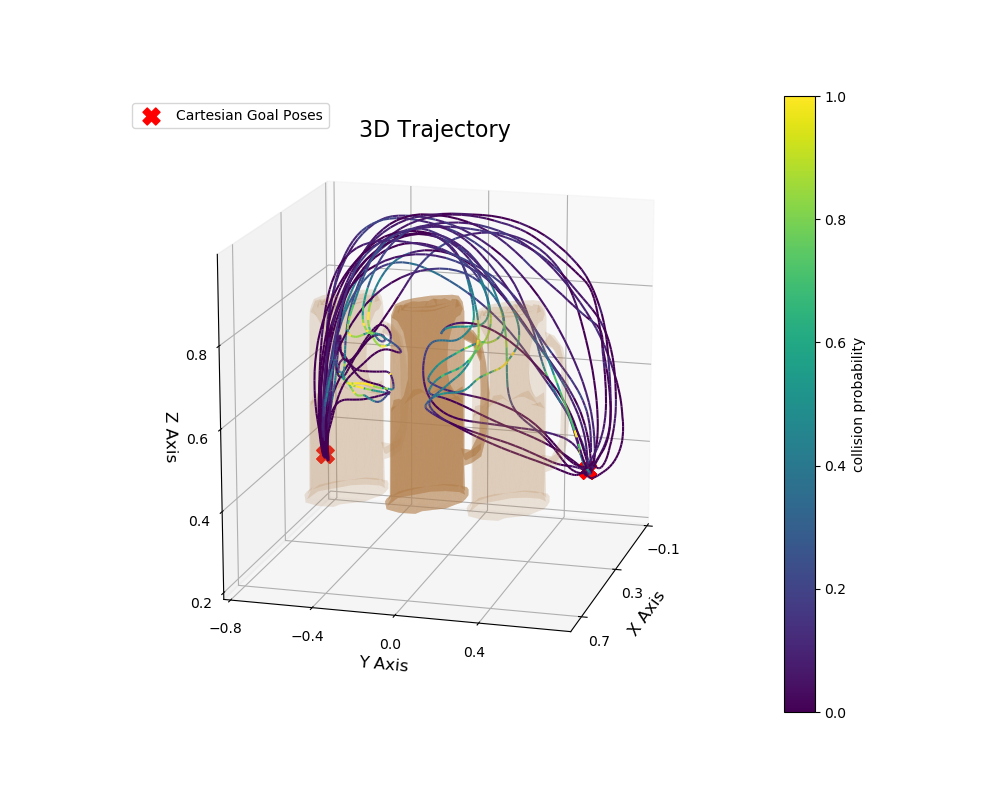 Cartesian Goal Poses
3D Trajectory
1.0
0.8
0.6
0.4
0.2
0.0
collision probability
0.8
0.6
0.4
0.2
Z Axis
−0.8
−0.4
0.0
0.4
Y Axis
−0.1
0.3
0.7
X Axis